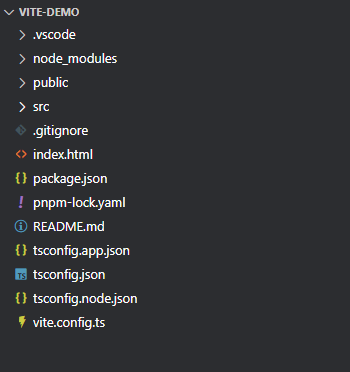 VITE-DEMO
.vscode
node_modules
public
src
.gitignore
index.html
package.json
pnpm-lock.yaml
README.md
tsconfig.app.json
tsconfig.json
tsconfig.node.json
vite.config.ts